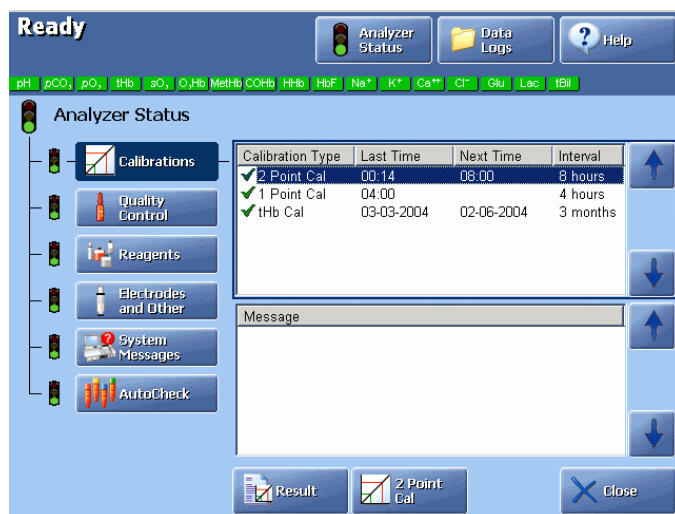 Ready
Analyzer Status
Data Logs
Help
pH pCO₂ pO₂ tHb sO₂ O₂Hb MetHb COHb HHb HbF Na⁺ K⁺ Ca⁺⁺ Cl⁻ Glu Lac tBil
Analyzer Status
Calibrations
Quality Control
Reagents
Electrodes and Other
System Messages
AutoCheck
Calibration Type Last Time Next Time Interval
2 Point Cal 00:14 08:00 8 hours
1 Point Cal 04:00 4 hours
tHb Cal 03-03-2004 02-06-2004 3 months
Message
Result
2 Point Cal
Close